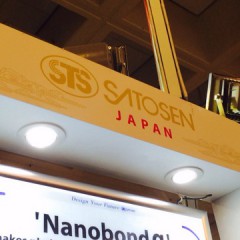 STS SATOSEN
JAPAN
Design Your Future
'Nanobond α'